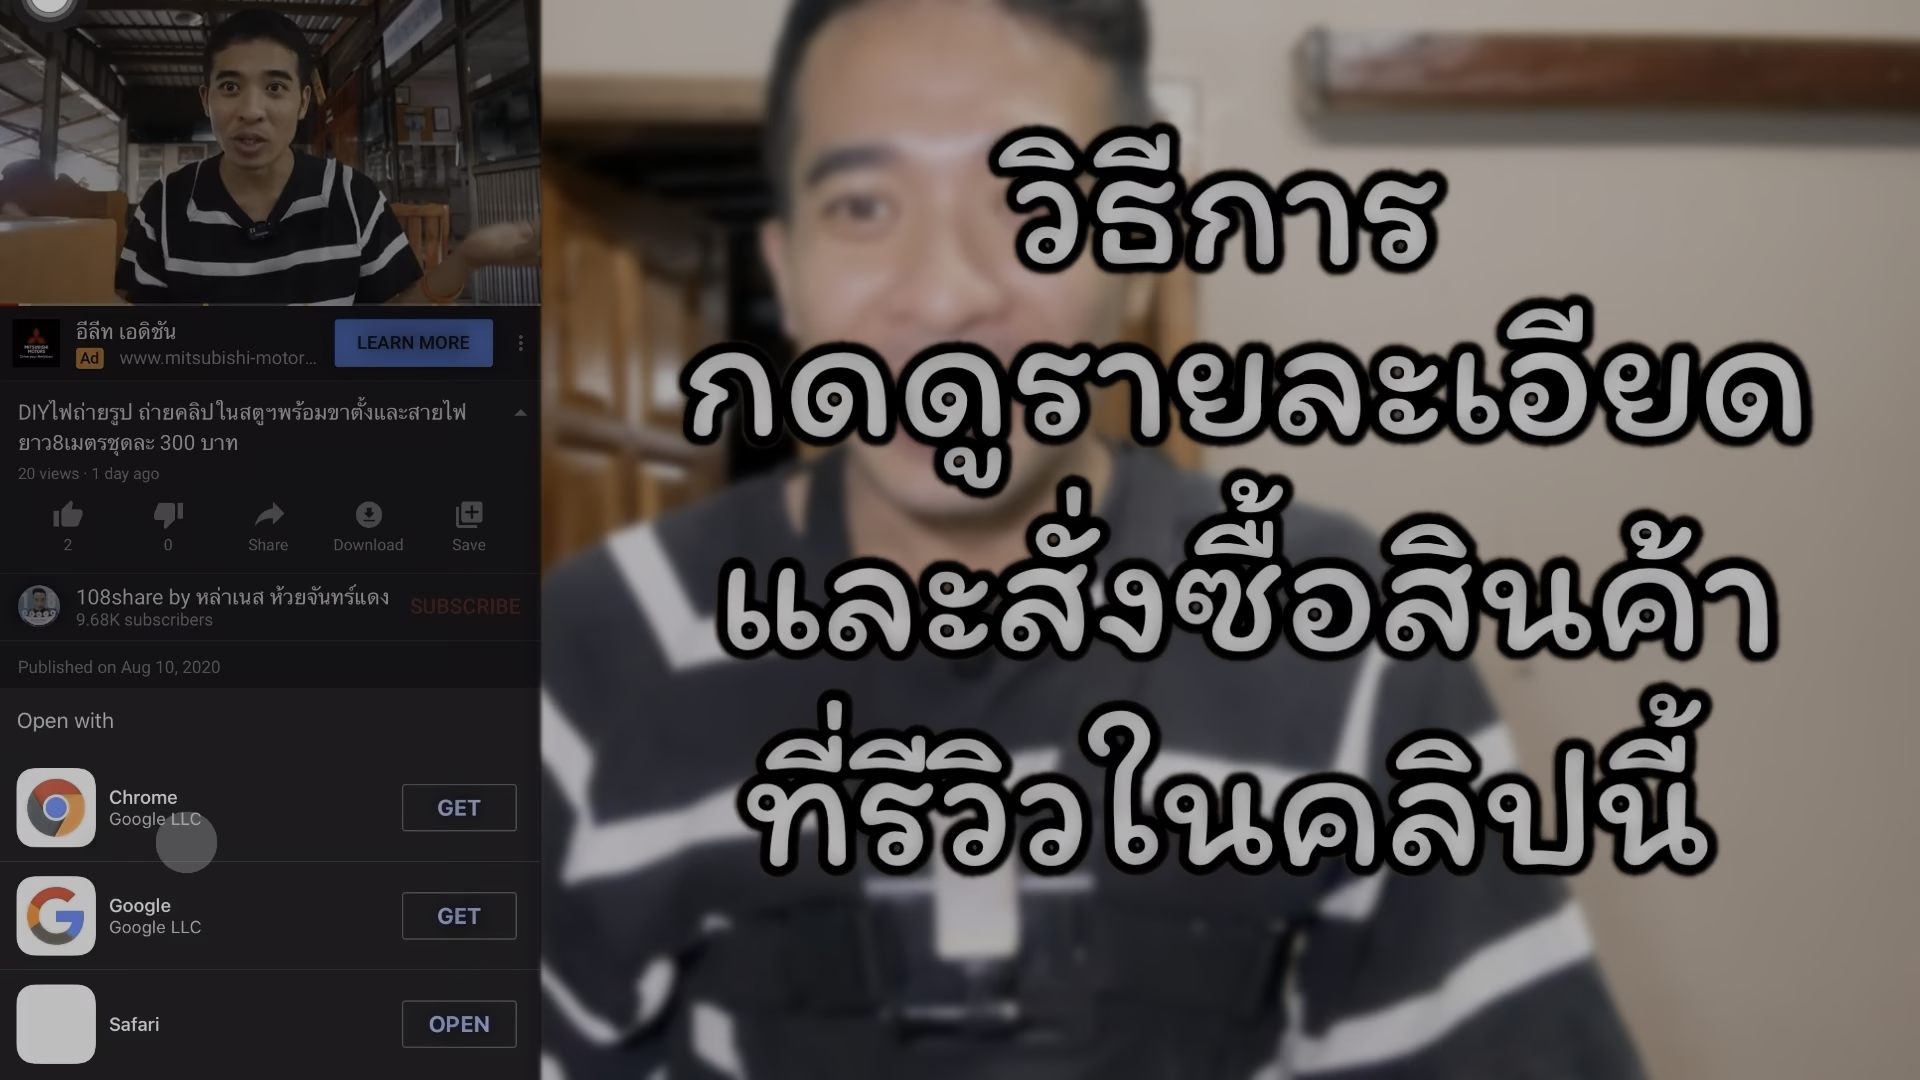 อีลีท เอดิชัน
Ad www.mitsubishi-motor...
LEARN MORE
DIYไฟถ่ายรูป ถ่ายคลิปในสตูฯพร้อมขาตั้งและสายไฟ
ยาว8เมตรชุดละ 300 บาท
20 views · 1 day ago
2
0
Share
Download
Save
108share by หล่าเนส ห้วยจันทร์แดง
9.68K subscribers
SUBSCRIBE
Published on Aug 10, 2020
Open with
Chrome
Google LLC
GET
Google
Google LLC
GET
Safari
OPEN
วิธีการ
กดดูรายละเอียด
และสั่งซื้อสินค้า
ที่รีวิวในคลิปนี้